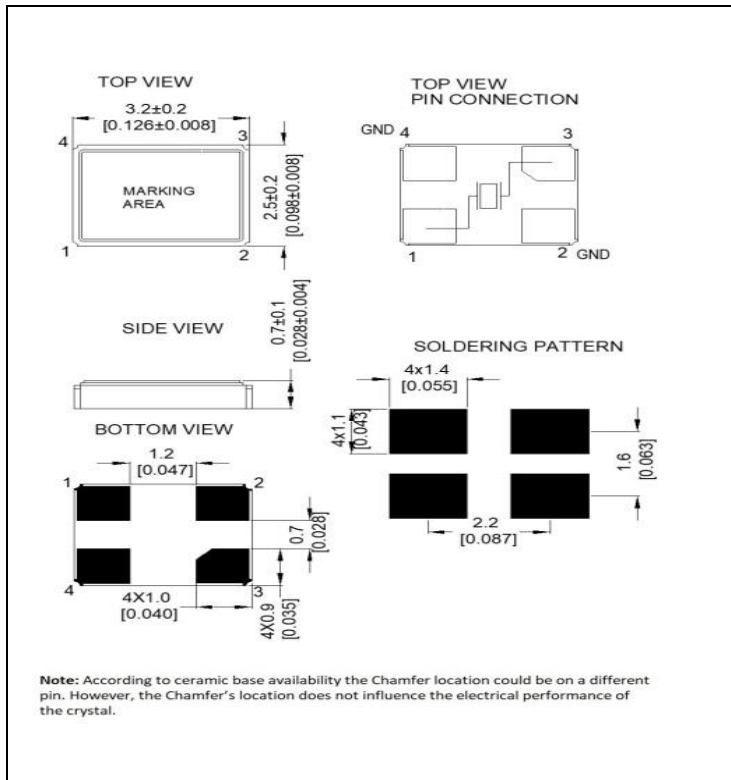 TOP VIEW
3.2±0.2
[0.126±0.008]
4
3
MARKING
AREA
1
2
2.5±0.2
[0.098±0.008]
TOP VIEW
PIN CONNECTION
GND 4
3
1
2 GND
SIDE VIEW
0.7±0.1
[0.028±0.004]
SOLDERING PATTERN
4x1.4
[0.055]
4x1.1
[0.043]
1.6
[0.063]
2.2
[0.087]
BOTTOM VIEW
1.2
[0.047]
1
2
0.7
[0.028]
4
3
4X1.0
[0.040]
4X0.9
[0.035]
Note: According to ceramic base availability the Chamfer location could be on a different
pin. However, the Chamfer's location does not influence the electrical performance of
the crystal.